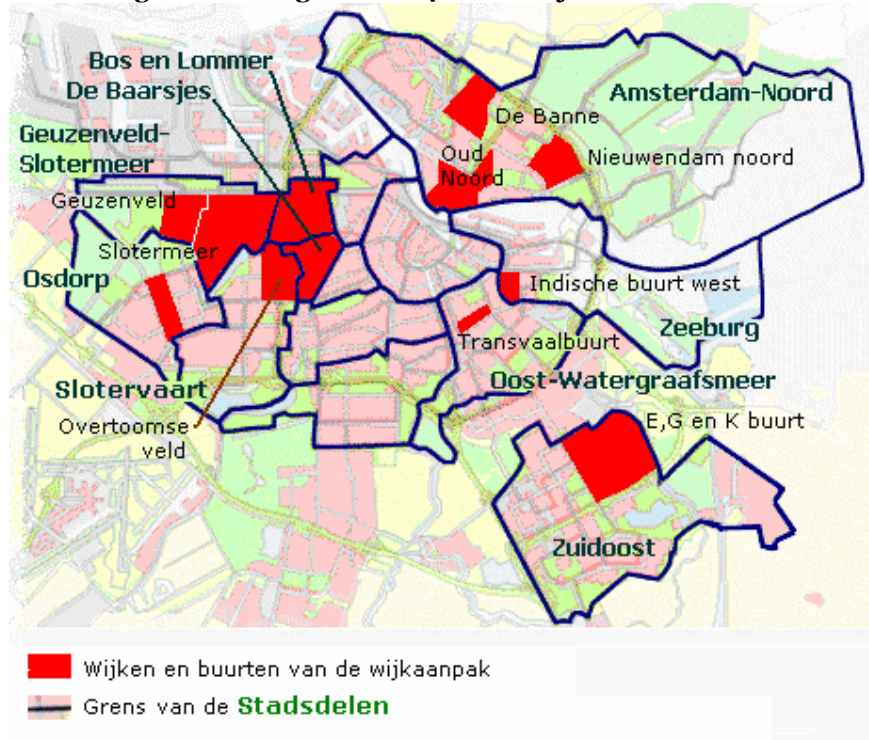 Bos en Lommer
De Baarsjes
Amsterdam-Noord
De Banne
Geuzenveld-
Slotermeer
Oud
Noord
Nieuwendam noord
Geuzenveld
Slotermeer
Osdorp
Indische buurt west
Zeeburg
Transvaalbuurt
Slotervaart
Oost-Watergraafsmeer
Overtoomse
veld
E,G en K buurt
Zuidoost
Wijken en buurten van de wijkaanpak
Grens van de Stadsdelen